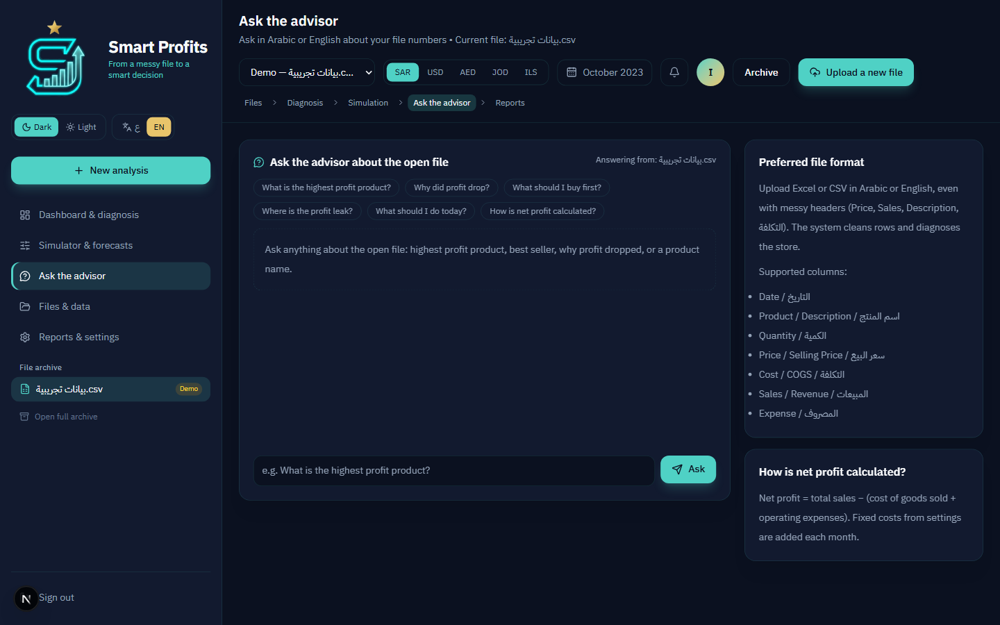 Smart Profits
From a messy file to a
smart decision
Dark
Light
ع
EN
New analysis
Dashboard & diagnosis
Simulator & forecasts
Ask the advisor
Files & data
Reports & settings
File archive
بيانات تجريبية.csv
Demo
Open full archive
N
Sign out
Ask the advisor
Ask in Arabic or English about your file numbers • Current file: بيانات تجريبية.csv
Demo — بيانات تجريبية.c...
SAR
USD
AED
JOD
ILS
October 2023
I
Archive
Upload a new file
Files
Diagnosis
Simulation
Ask the advisor
Reports
Ask the advisor about the open file
Answering from: بيانات تجريبية.csv
What is the highest profit product?
Why did profit drop?
What should I buy first?
Where is the profit leak?
What should I do today?
How is net profit calculated?
Ask anything about the open file: highest profit product, best seller, why profit dropped, or a product
name.
e.g. What is the highest profit product?
Ask
Preferred file format
Upload Excel or CSV in Arabic or English, even
with messy headers (Price, Sales, Description,
التكلفة). The system cleans rows and diagnoses
the store.
Supported columns:
• Date / التاريخ
• Product / Description / اسم المنتج
• Quantity / الكمية
• Price / Selling Price / سعر البيع
• Cost / COGS / التكلفة
• Sales / Revenue / المبيعات
• Expense / المصروف
How is net profit calculated?
Net profit = total sales − (cost of goods sold +
operating expenses). Fixed costs from settings
are added each month.